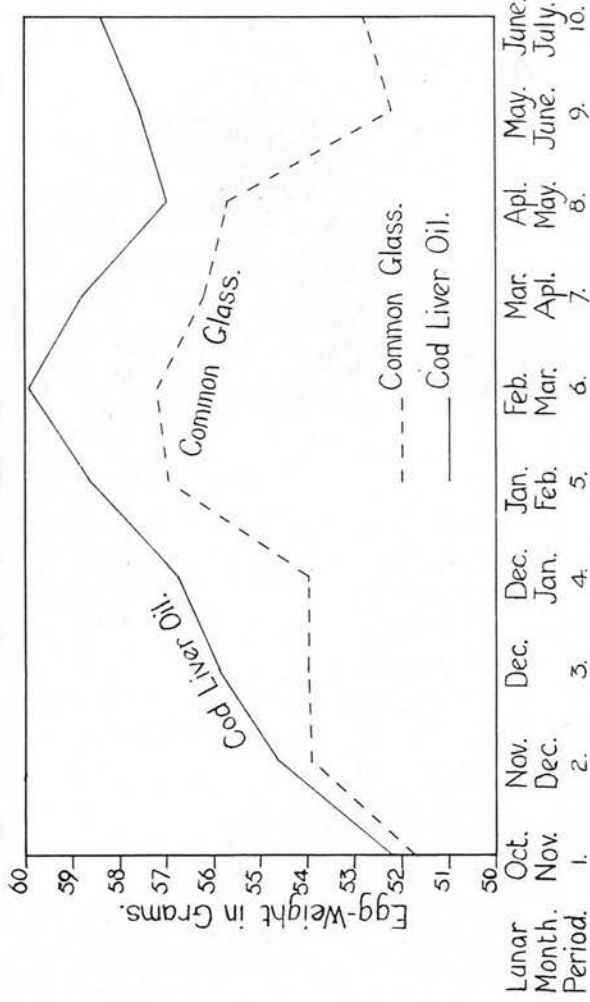 60
59
58
57
56
55
54
53
52
51
50
Egg-Weight in Grams.
Cod Liver Oil.
Common Glass.
Common Glass.
Cod Liver Oil.
Lunar Oct. Nov. Dec. Dec. Jan. Feb. Mar. Apl. May. June.
Month. Nov. Dec. Jan. Feb. Mar. Apl. May. June. July.
Period. 1. 2. 3. 4. 5. 6. 7. 8. 9. 10.